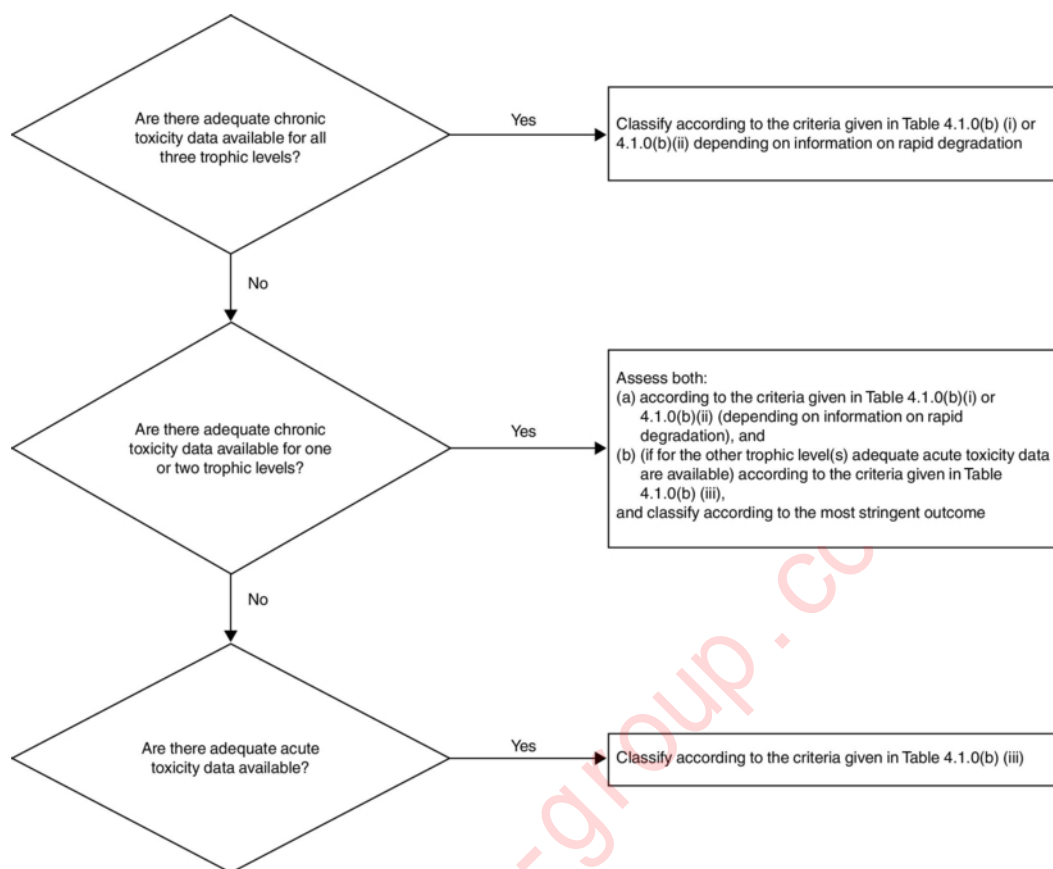 Are there adequate chronic
toxicity data available for all
three trophic levels?
Yes
Classify according to the criteria given in Table 4.1.0(b) (i) or
4.1.0(b)(ii) depending on information on rapid degradation
No
Are there adequate chronic
toxicity data available for one
or two trophic levels?
Yes
Assess both:
(a) according to the criteria given in Table 4.1.0(b)(i) or
4.1.0(b)(ii) (depending on information on rapid
degradation), and
(b) (if for the other trophic level(s) adequate acute toxicity data
are available) according to the criteria given in Table
4.1.0(b) (iii),
and classify according to the most stringent outcome
No
Are there adequate acute
toxicity data available?
Yes
Classify according to the criteria given in Table 4.1.0(b) (iii)